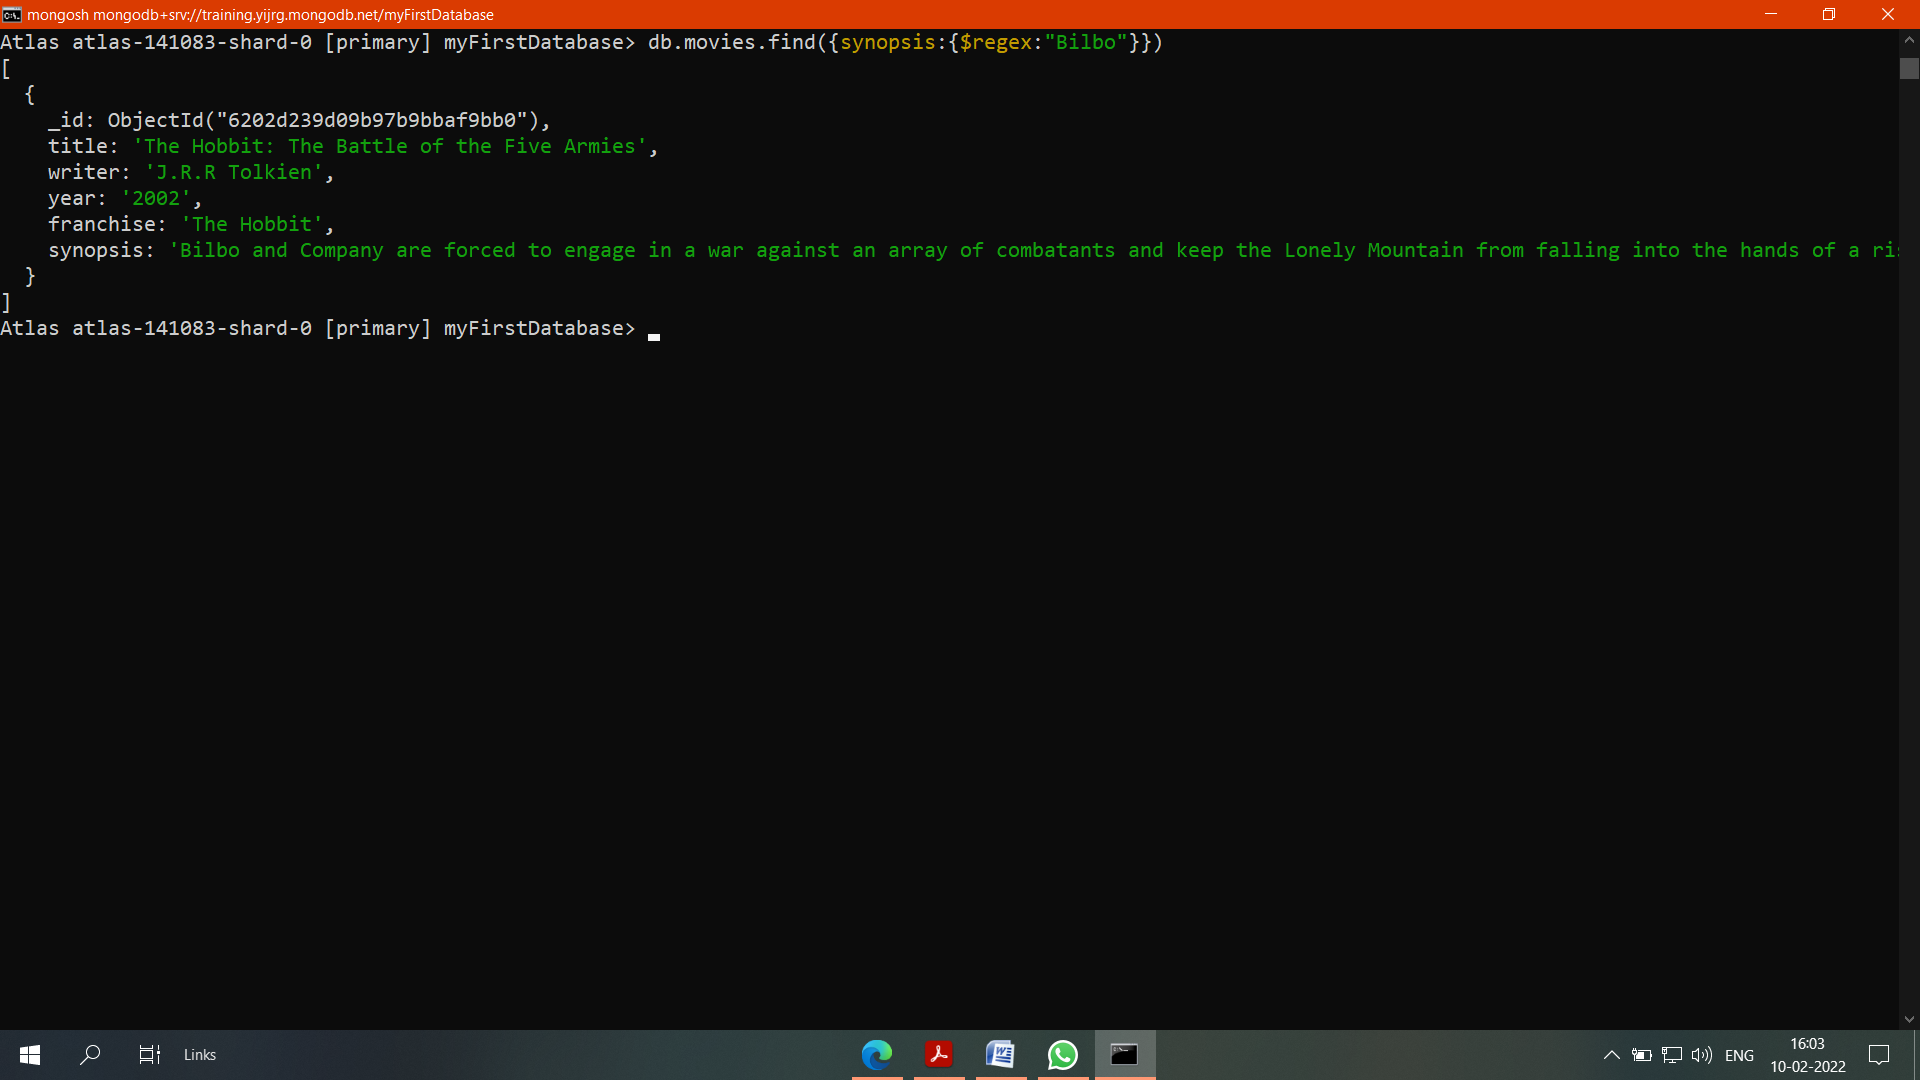 mongosh mongodb+srv://training.yijrg.mongodb.net/myFirstDatabase
Atlas atlas-141083-shard-0 [primary] myFirstDatabase> db.movies.find({synopsis:{$regex:"Bilbo"}})
[
  {
    _id: ObjectId("6202d239d09b97b9bbaf9bb0"),
    title: 'The Hobbit: The Battle of the Five Armies',
    writer: 'J.R.R Tolkien',
    year: '2002',
    franchise: 'The Hobbit',
    synopsis: 'Bilbo and Company are forced to engage in a war against an array of combatants and keep the Lonely Mountain from falling into the hands of a ris
  }
]
Atlas atlas-141083-shard-0 [primary] myFirstDatabase>
Links
ENG
16:03
10-02-2022